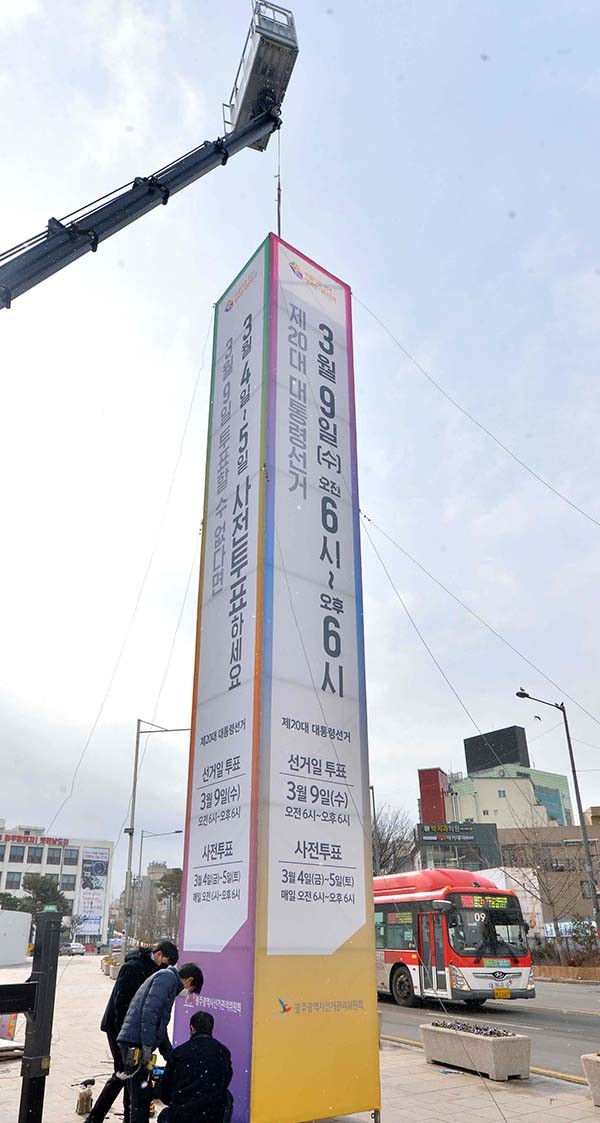 3월 4일~5일 사전투표하세요
3월 9일 투표할 수 없다면
제20대 대통령선거
선거일 투표
3월 9일(수)
오전 6시~오후 6시
사전투표
3월 4일(금)~5일(토)
매일 오전 6시~오후 6시
3월 9일(수) 오전 6시~오후 6시
제20대 대통령선거
제20대 대통령선거
선거일 투표
3월 9일(수)
오전 6시~오후 6시
사전투표
3월 4일(금)~5일(토)
매일 오전 6시~오후 6시
광주광역시선거관리위원회
09